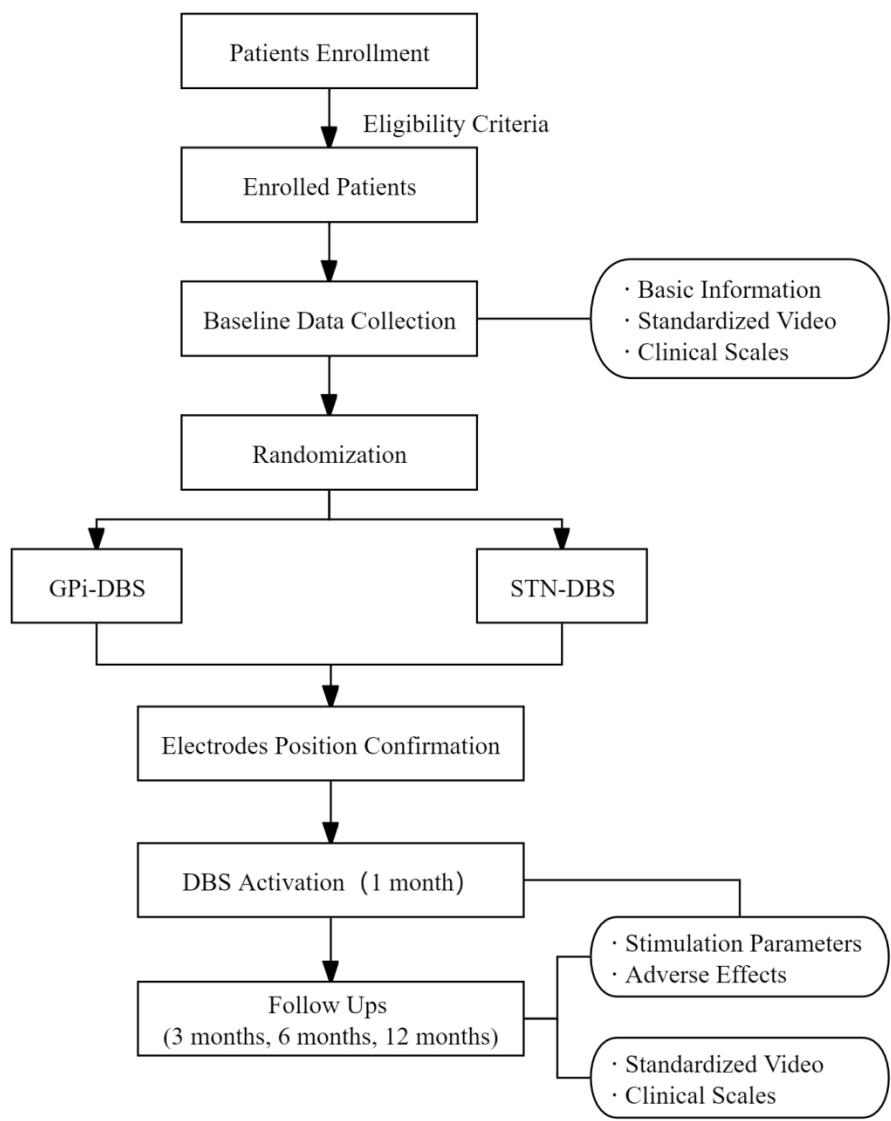 Patients Enrollment
Eligibility Criteria
Enrolled Patients
Baseline Data Collection
· Basic Information
· Standardized Video
· Clinical Scales
Randomization
GPi-DBS
STN-DBS
Electrodes Position Confirmation
DBS Activation（1 month）
· Stimulation Parameters
· Adverse Effects
Follow Ups
(3 months, 6 months, 12 months)
· Standardized Video
· Clinical Scales